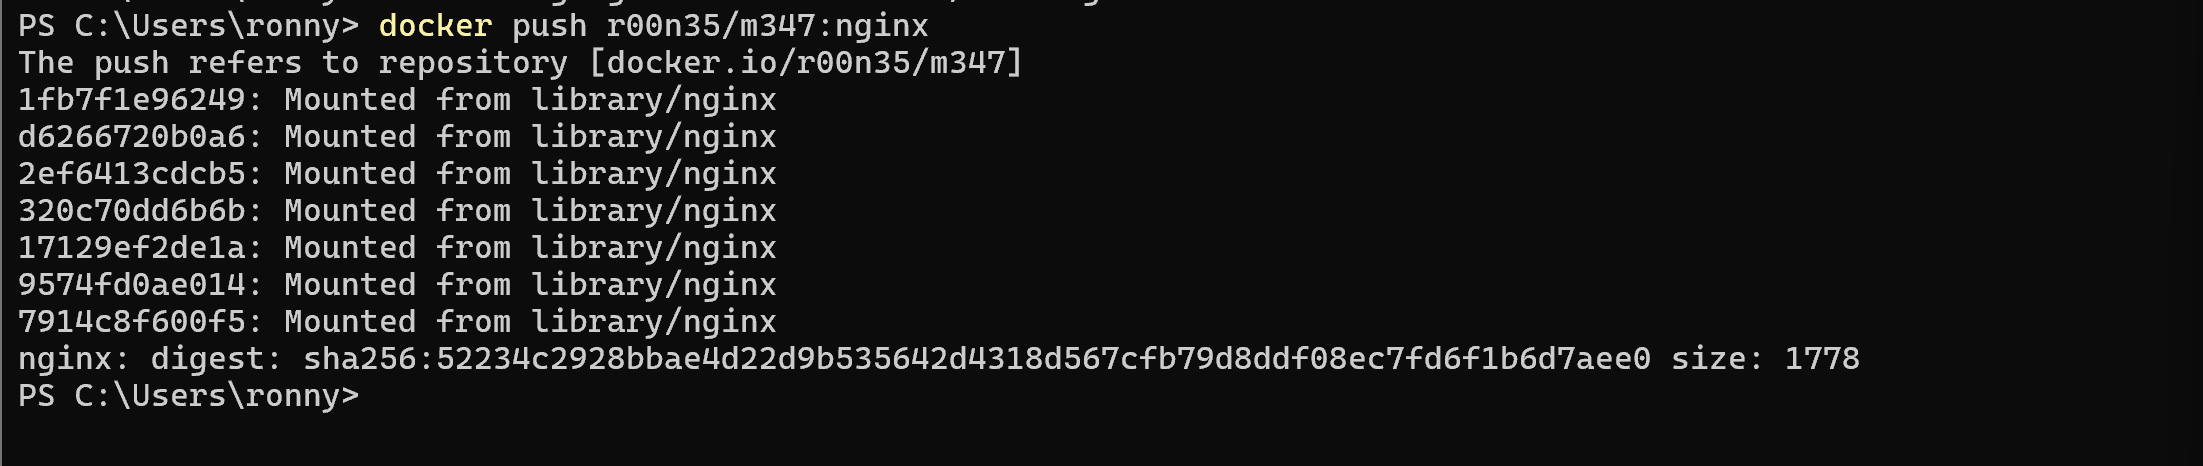 PS C:\Users\ronny> docker push r00n35/m347:nginx
The push refers to repository [docker.io/r00n35/m347]
1fb7f1e96249: Mounted from library/nginx
d6266720b0a6: Mounted from library/nginx
2ef6413cdcb5: Mounted from library/nginx
320c70dd6b6b: Mounted from library/nginx
17129ef2de1a: Mounted from library/nginx
9574fd0ae014: Mounted from library/nginx
7914c8f600f5: Mounted from library/nginx
nginx: digest: sha256:52234c2928bbae4d22d9b535642d4318d567cfb79d8ddf08ec7fd6f1b6d7aee0 size: 1778
PS C:\Users\ronny>